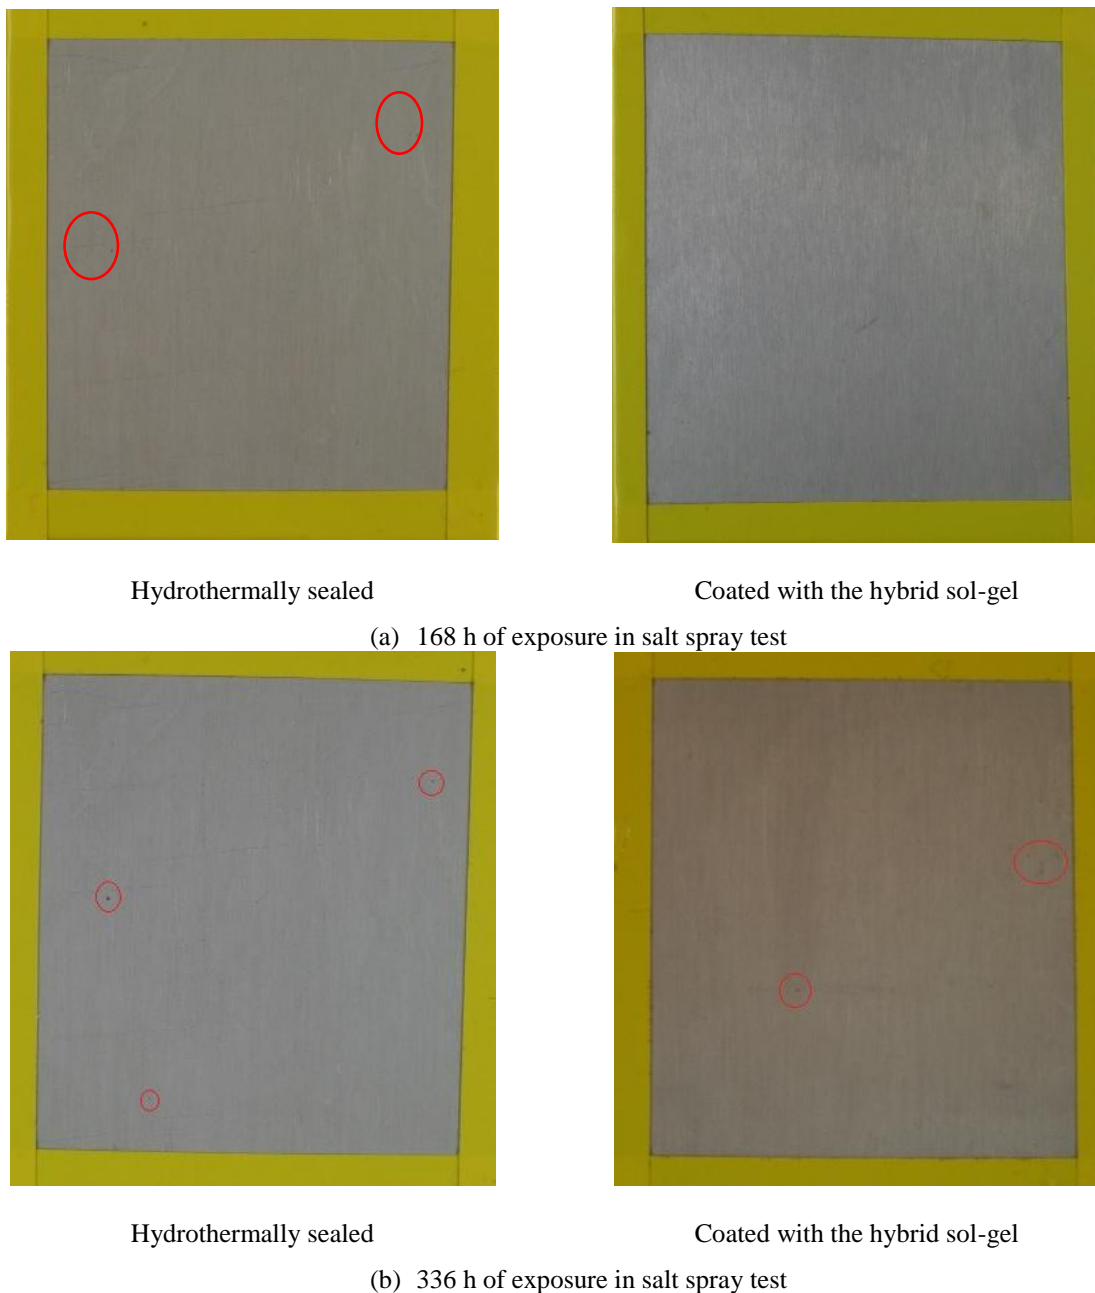 Hydrothermally sealed
Coated with the hybrid sol-gel
(a) 168 h of exposure in salt spray test
Hydrothermally sealed
Coated with the hybrid sol-gel
(b) 336 h of exposure in salt spray test